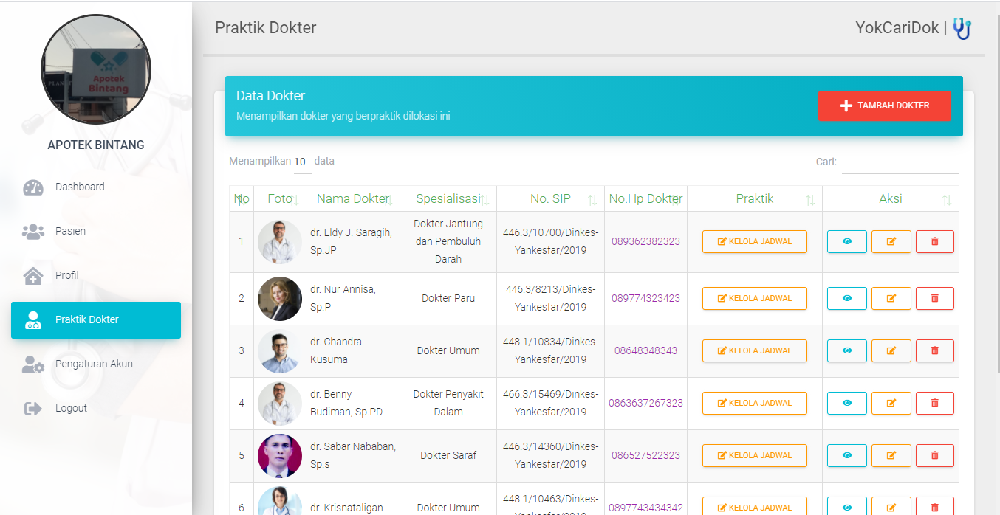 Praktik Dokter
YokCariDok |
PLAN
Apotek
Bintang
APOTEK BINTANG
Dashboard
Pasien
Profil
Praktik Dokter
Pengaturan Akun
Logout
Data Dokter
Menampilkan dokter yang berpraktik dilokasi ini
TAMBAH DOKTER
Menampilkan 10 data
Cari:
No Foto Nama Dokter Spesialisasi No. SIP No.Hp Dokter Praktik Aksi
1
dr. Eldy J. Saragih,
Sp.JP
Dokter Jantung
dan Pembuluh
Darah
446.3/10700/Dinkes-
Yankesfar/2019
089362382323
KELOLA JADWAL
2
dr. Nur Annisa,
Sp.P
Dokter Paru
446.3/8213/Dinkes-
Yankesfar/2019
089774323423
KELOLA JADWAL
3
dr. Chandra
Kusuma
Dokter Umum
448.1/10834/Dinkes-
Yankesfar/2019
08648348343
KELOLA JADWAL
4
dr. Benny
Budiman, Sp.PD
Dokter Penyakit
Dalam
466.3/15469/Dinkes-
Yankesfar/2019
0863637267323
KELOLA JADWAL
5
dr. Sabar Nababan,
Sp.s
Dokter Saraf
446.3/14360/Dinkes-
Yankesfar/2019
086527522323
KELOLA JADWAL
6
dr. Krisnataligan
Dokter Umum
448.1/10463/Dinkes-
Yankesfar/2019
0897743434342
KELOLA JADWAL